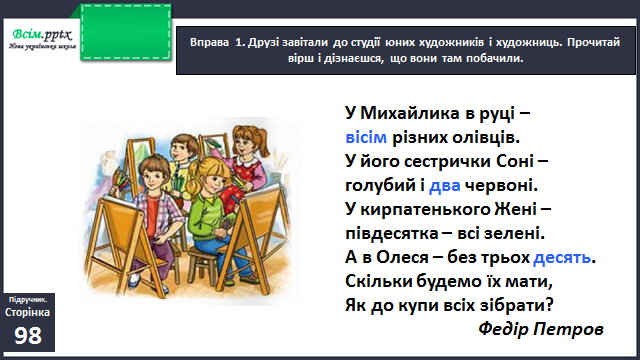 Всім.pptx
Нова українська школа
Вправа 1. Друзі завітали до студії юних художників і художниць. Прочитай
вірш і дізнаєшся, що вони там побачили.
У Михайлика в руці –
вісім різних олівців.
У його сестрички Соні –
голубий і два червоні.
У кирпатенького Жені –
півдесятка – всі зелені.
А в Олеся – без трьох десять.
Скільки будемо їх мати,
Як до купи всіх зібрати?
Федір Петров
Підручник.
Сторінка
98